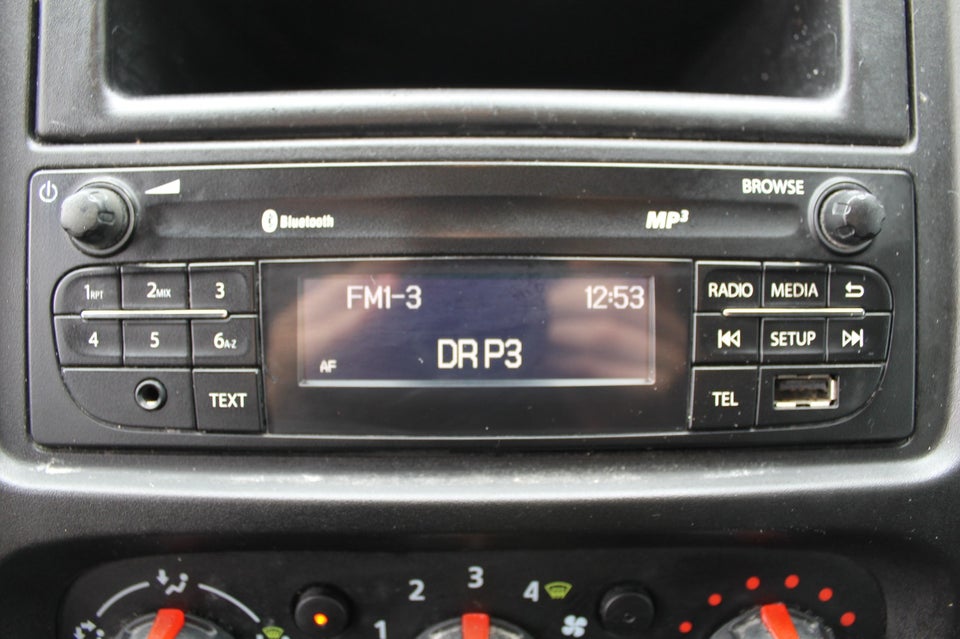 BROWSE
Bluetooth MP3
FM1-3 12:53
1RPT 2MIX 3
RADIO MEDIA
4 5 6A-Z
AF DR P3
SETUP
TEXT
TEL
1 2 3 4